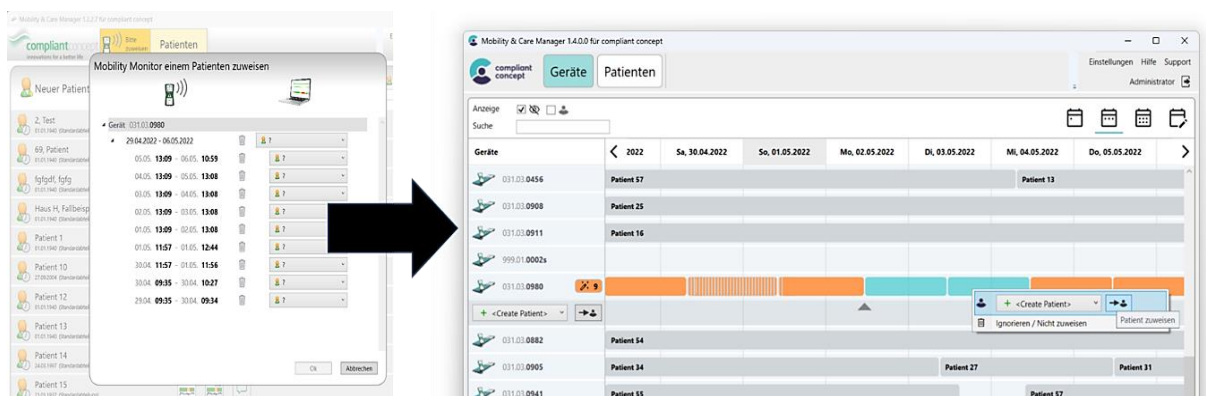 Mobility & Care Manager 1.2.2.7 für compliant concept
compliantconcept
innovations for a better life
Bitte
zuweisen
Patienten
Mobility Monitor einem Patienten zuweisen
Neuer Patient
2, Test
69, Patient
fgfgdf, fgfg
Haus H, Fallbeisp
Patient 1
Patient 10
Patient 12
Patient 13
Patient 14
Patient 15
Gerät: 031.03.0980
29.04.2022 - 06.05.2022 ?
05.05. 13:09 - 06.05. 10:59 ?
04.05. 13:09 - 05.05. 13:08 ?
03.05. 13:09 - 04.05. 13:08 ?
02.05. 13:09 - 03.05. 13:08 ?
01.05. 13:09 - 02.05. 13:08 ?
01.05. 11:57 - 01.05. 12:44 ?
30.04. 11:57 - 01.05. 11:56 ?
30.04. 09:35 - 30.04. 10:27 ?
29.04. 09:35 - 30.04. 09:34 ?
Ok Abbrechen
Mobility & Care Manager 1.4.0.0 für compliant concept
compliant
concept
Geräte Patienten
Einstellungen Hilfe Support
Administrator
Anzeige
Suche
Geräte 2022 Sa, 30.04.2022 So, 01.05.2022 Mo, 02.05.2022 Di, 03.05.2022 Mi, 04.05.2022 Do, 05.05.2022
031.03.0456 Patient 57 Patient 13
031.03.0908 Patient 25
031.03.0911 Patient 16
999.01.0002s
031.03.0980 9
+ <Create Patient>
+ <Create Patient>
Ignorieren / Nicht zuweisen
Patient zuweisen
031.03.0882 Patient 54
031.03.0905 Patient 34 Patient 27 Patient 31
031.03.0941 Patient 55 Patient 57